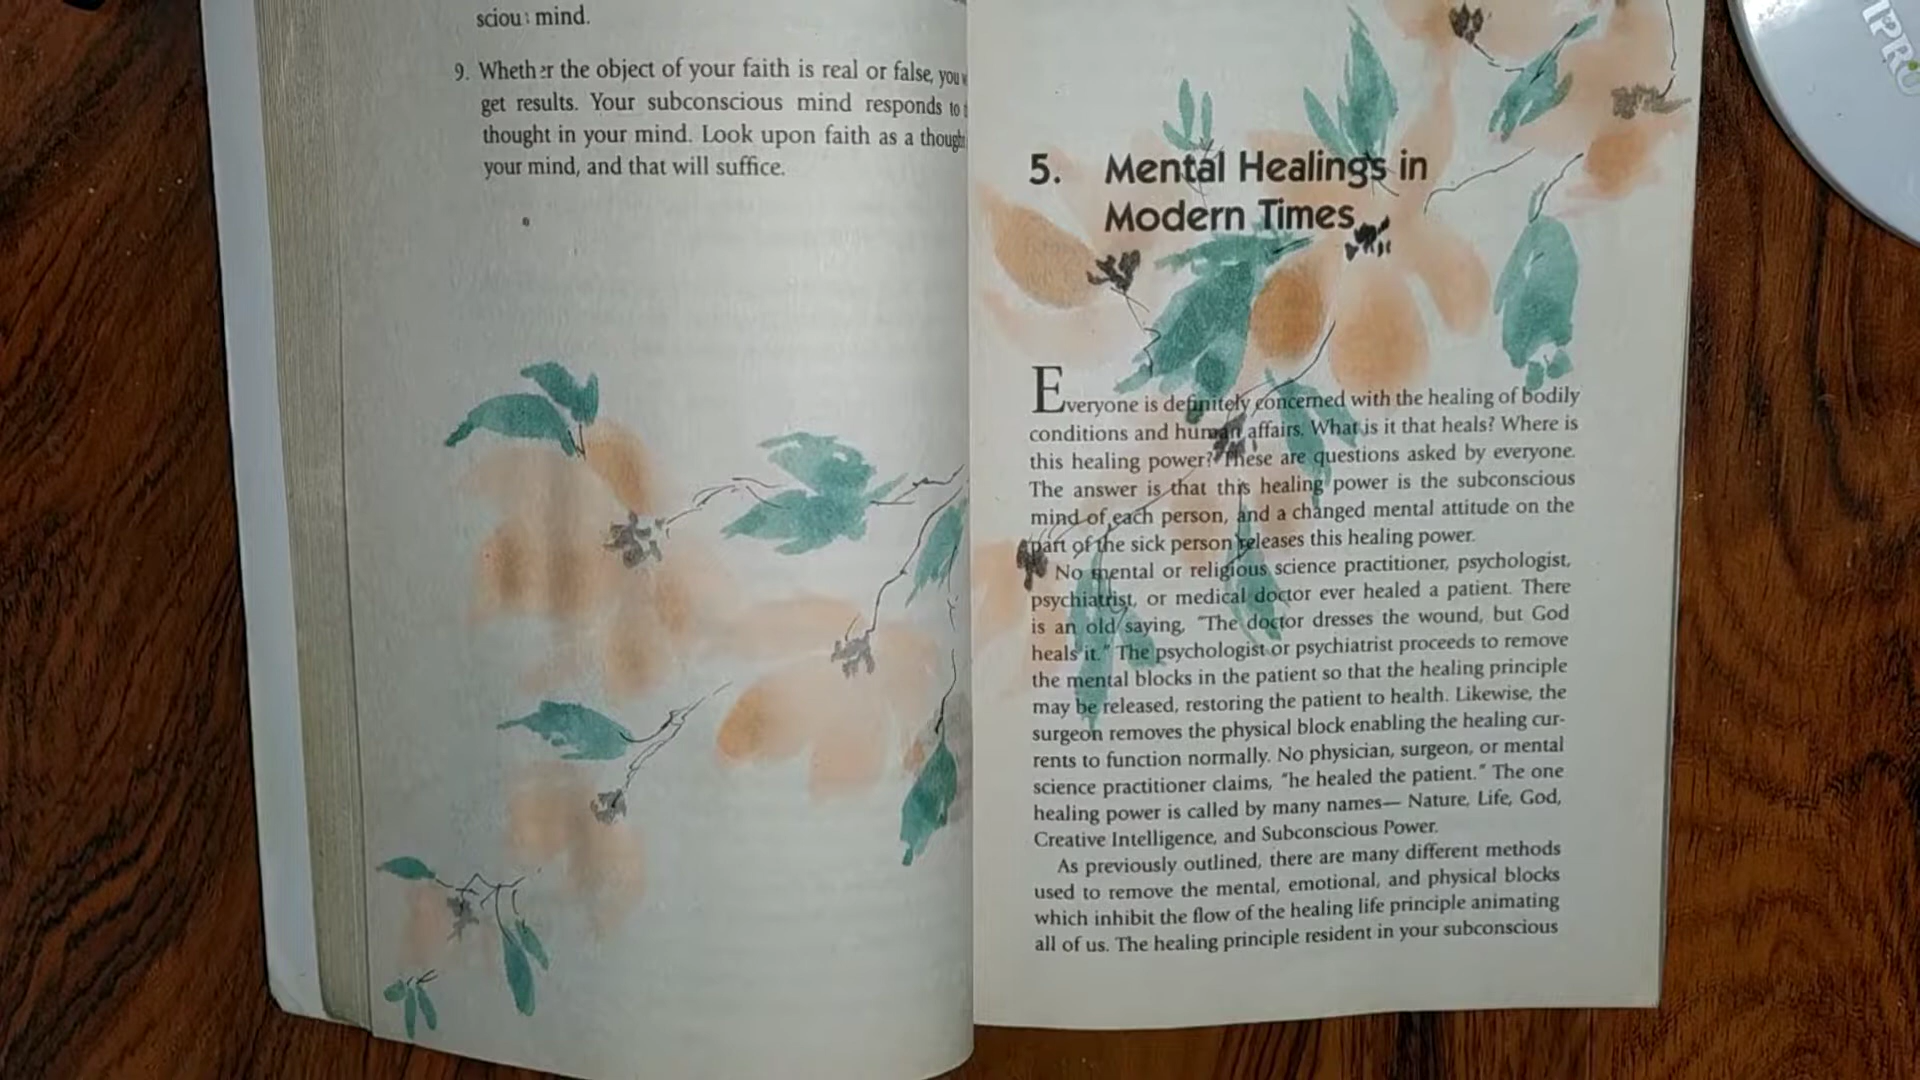 sciou mind.
9. Whether the object of your faith is real or false, you
get results. Your subconscious mind responds to
thought in your mind. Look upon faith as a thought
your mind, and that will suffice.
5. Mental Healings in
Modern Times
Everyone is definitely concerned with the healing of bodily
conditions and human affairs. What is it that heals? Where is
this healing power? These are questions asked by everyone.
The answer is that this healing power is the subconscious
mind of each person, and a changed mental attitude on the
part of the sick person releases this healing power.
No mental or religious science practitioner, psychologist,
psychiatrist, or medical doctor ever healed a patient. There
is an old saying, "The doctor dresses the wound, but God
heals it." The psychologist or psychiatrist proceeds to remove
the mental blocks in the patient so that the healing principle
may be released, restoring the patient to health. Likewise, the
surgeon removes the physical block enabling the healing cur-
rents to function normally. No physician, surgeon, or mental
science practitioner claims, "he healed the patient." The one
healing power is called by many names— Nature, Life, God,
Creative Intelligence, and Subconscious Power.
As previously outlined, there are many different methods
used to remove the mental, emotional, and physical blocks
which inhibit the flow of the healing life principle animating
all of us. The healing principle resident in your subconscious